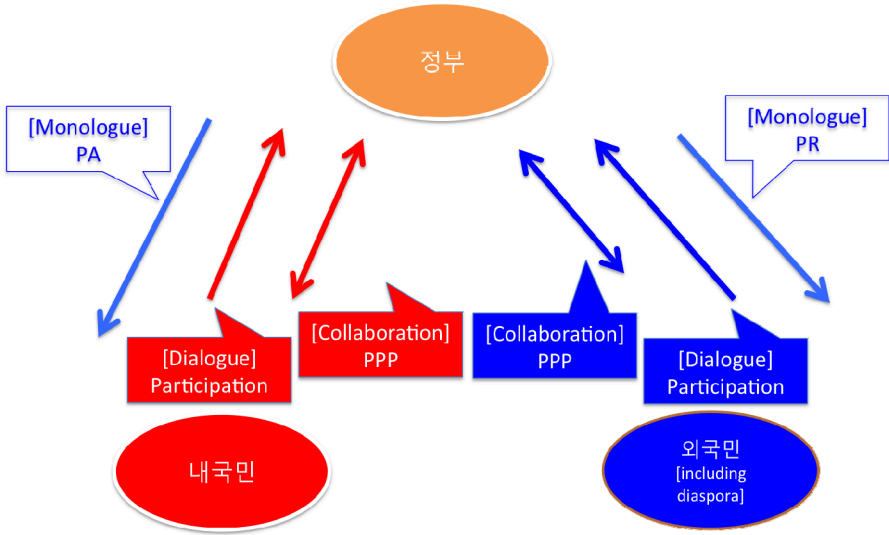 정부
[Monologue]
PA
[Monologue]
PR
[Dialogue]
Participation
[Collaboration]
PPP
[Collaboration]
PPP
[Dialogue]
Participation
내국민
외국민
[including
diaspora]